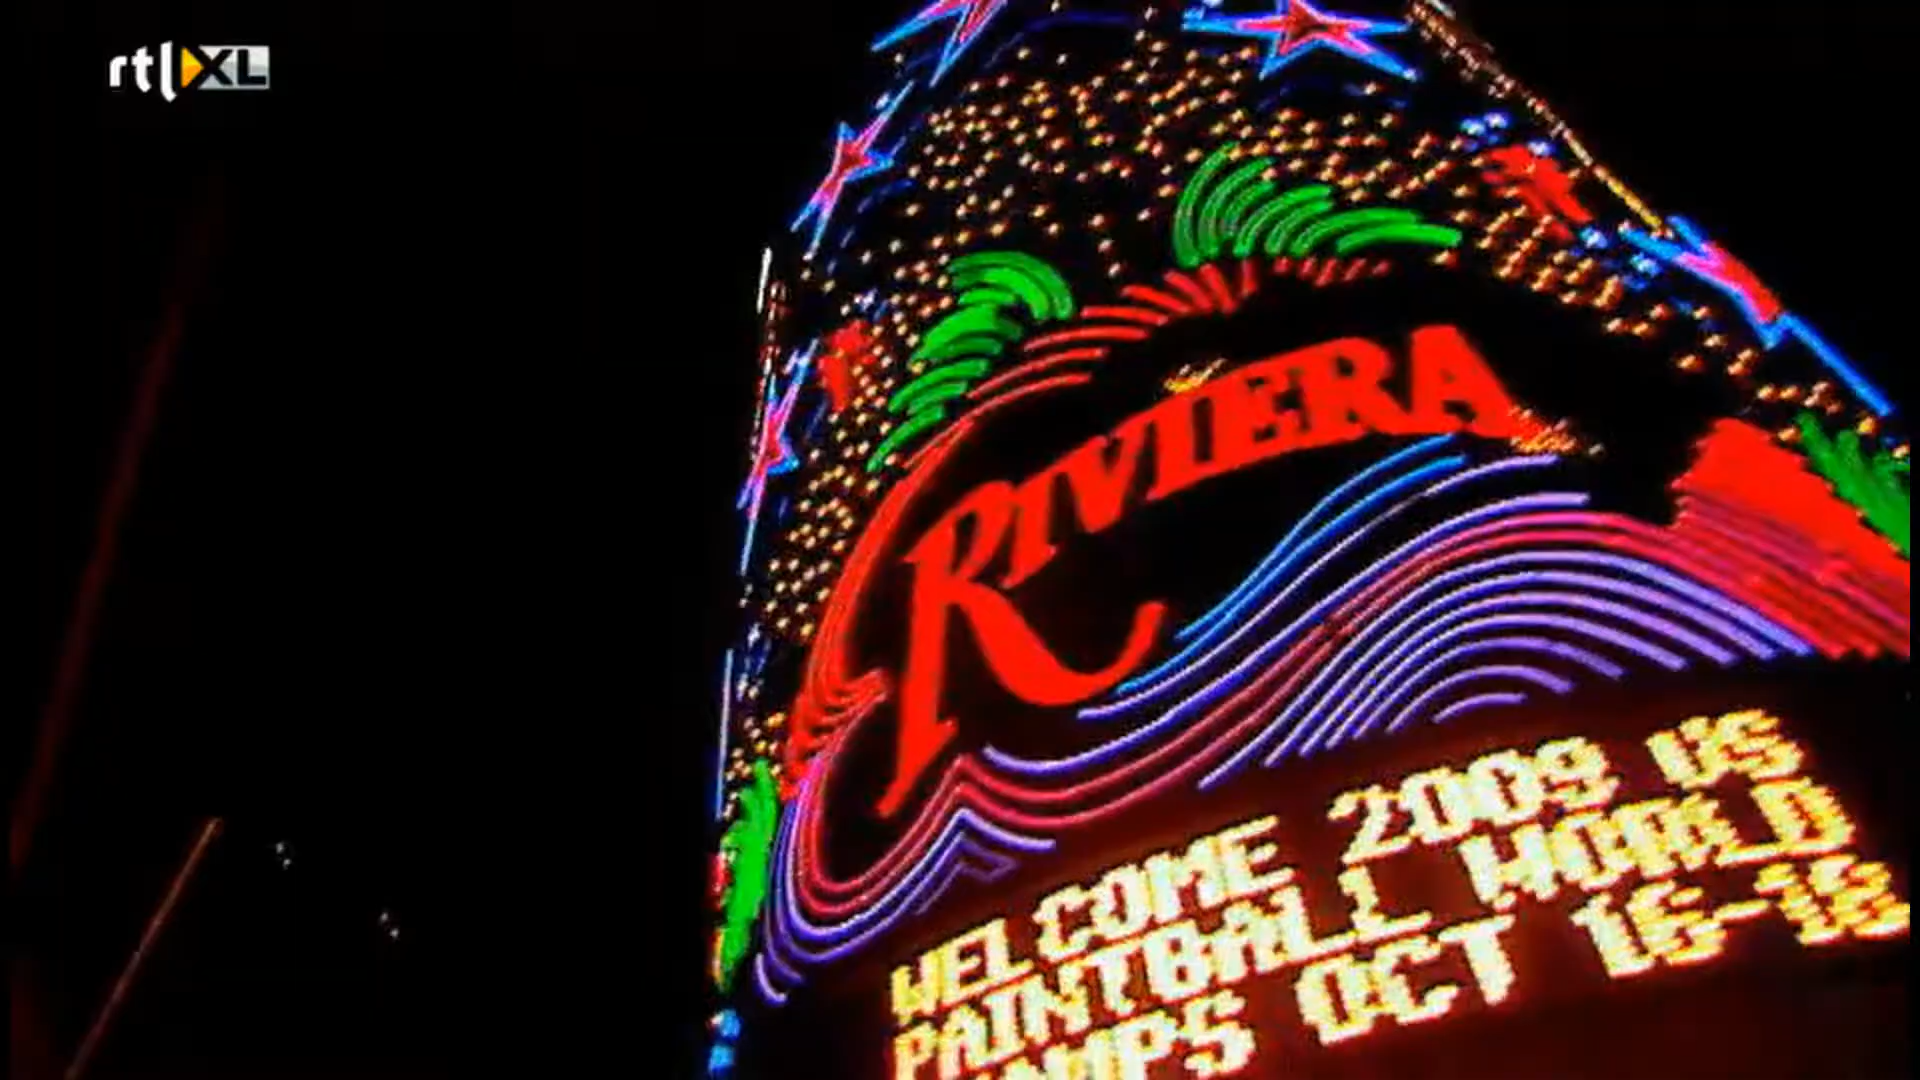 rtl XL
RIVIERA
WELCOME 2009 US
PAINTBALL WORLD
CHAMPS OCT 16-18